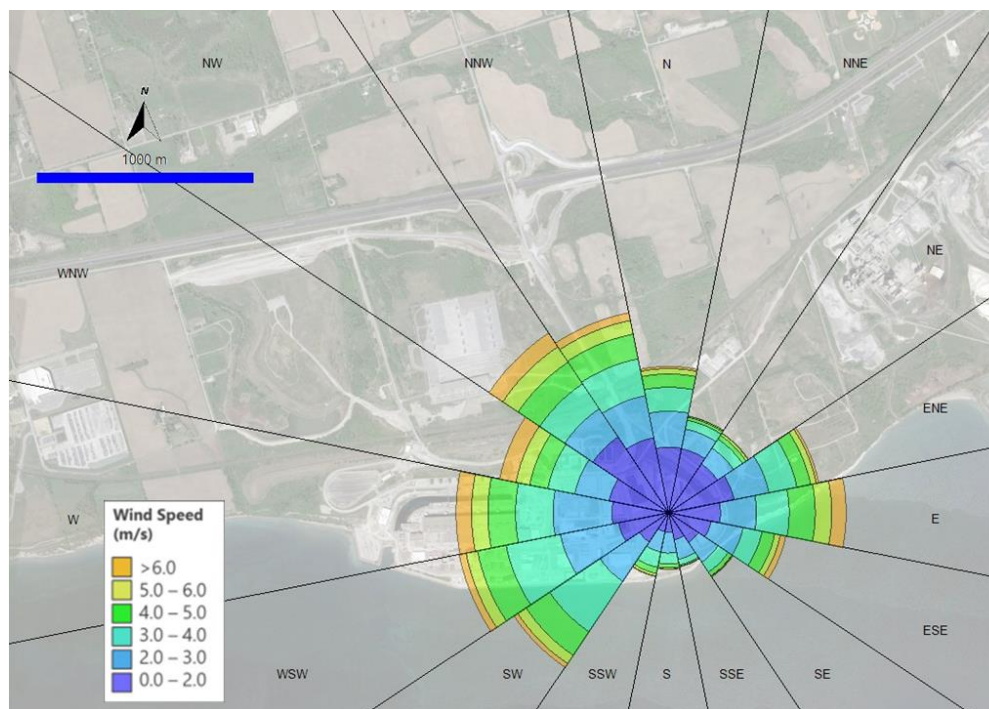 NW
NNW
N
NNE
N
1000 m
NE
WNW
ENE
W
E
Wind Speed
(m/s)
>6.0
5.0 – 6.0
4.0 – 5.0
3.0 – 4.0
2.0 – 3.0
0.0 – 2.0
ESE
WSW
SW
SSW
S
SSE
SE